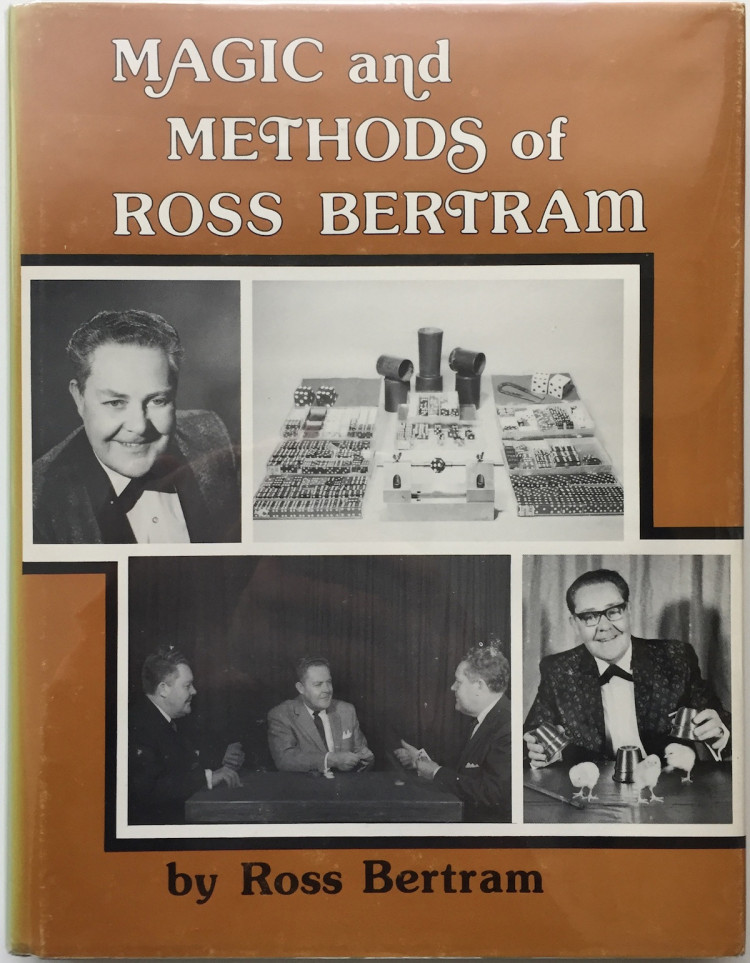 MAGIC and
METHODS of
ROSS BERTRAM
by Ross Bertram